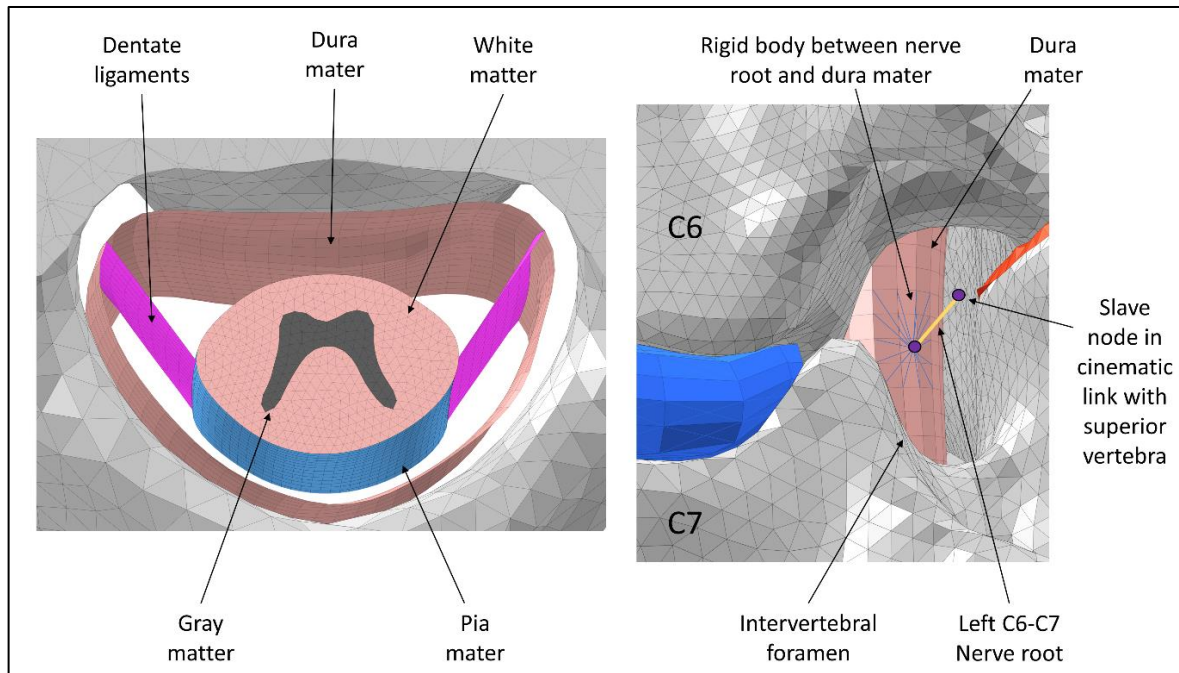 Dentate
ligaments
Dura
mater
White
matter
Gray
matter
Pia
mater
Rigid body between nerve
root and dura mater
Dura
mater
C6
C7
Slave
node in
cinematic
link with
superior
vertebra
Intervertebral
foramen
Left C6-C7
Nerve root